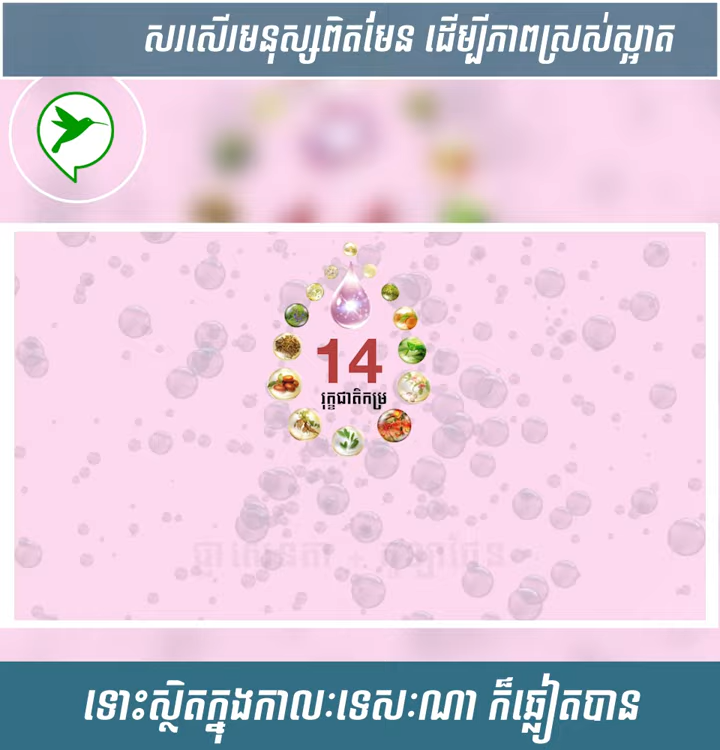 សរសើរមនុស្សពិតមែន ដើម្បីភាពស្រស់ស្អាត
14
រុក្ខជាតិកម្រ
ទោះស្ថិតក្នុងកាលៈទេសៈណា ក៏ឆ្លៀតបាន